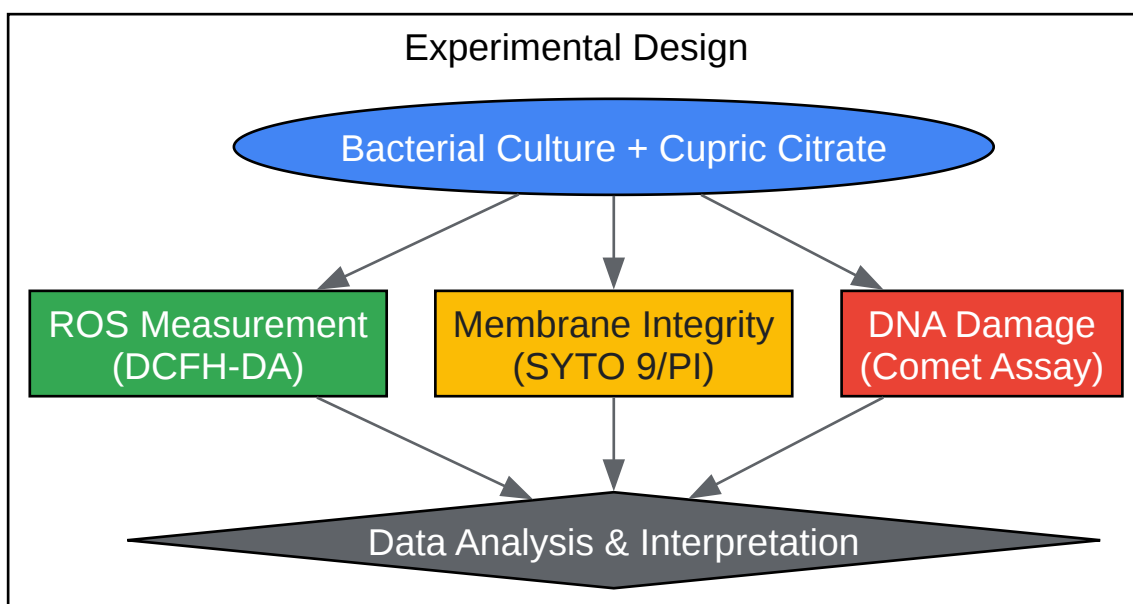 Experimental Design
Bacterial Culture + Cupric Citrate
ROS Measurement
(DCFH-DA)
Membrane Integrity
(SYTO 9/PI)
DNA Damage
(Comet Assay)
Data Analysis & Interpretation